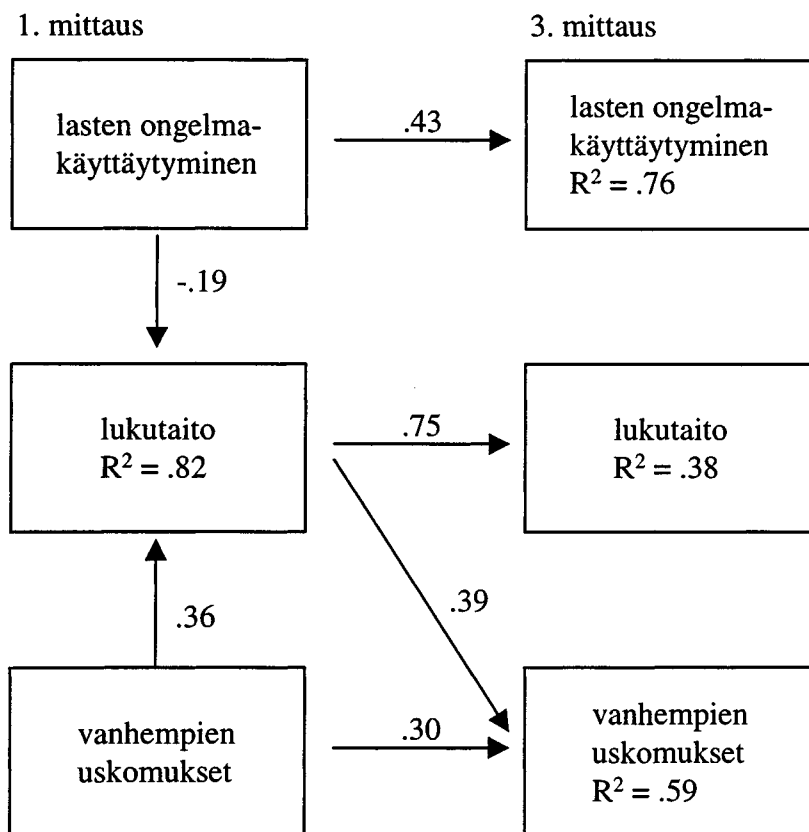 1. mittaus
3. mittaus
lasten ongelma-
käyttäytyminen
.43
lasten ongelma-
käyttäytyminen
R² = .76
-.19
lukutaito
R² = .82
.75
lukutaito
R² = .38
.39
.36
vanhempien
uskomukset
.30
vanhempien
uskomukset
R² = .59